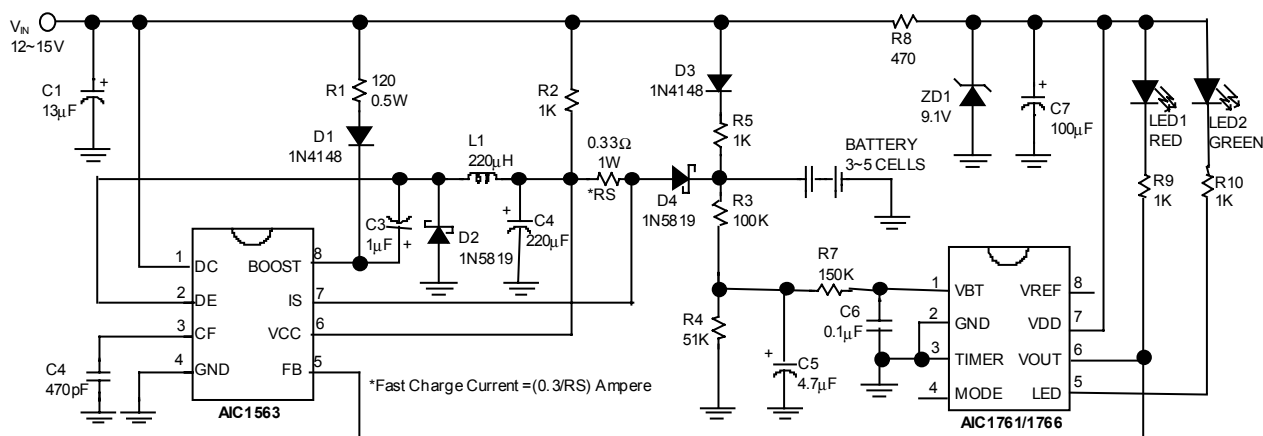 VIN
12~15V
C1
13μF
+
R1
120
0.5W
D1
1N4148
L1
220μH
R2
1K
0.33Ω
1W
*RS
D3
1N4148
R5
1K
BATTERY
3~5 CELLS
R8
470
ZD1
9.1V
+
C7
100μF
LED1
RED
LED2
GREEN
R9
1K
R10
1K
C3
1μF
+
D2
1N5819
+
C4
220μF
D4
1N5819
R3
100K
R7
150K
R4
51K
C6
0.1μF
+
C5
4.7μF
1 DC BOOST 8
2 DE IS 7
3 CF VCC 6
4 GND FB 5
AIC1563
C4
470pF
*Fast Charge Current =(0.3/RS) Ampere
1 VBT VREF 8
2 GND VDD 7
3 TIMER VOUT 6
4 MODE LED 5
AIC1761/1766